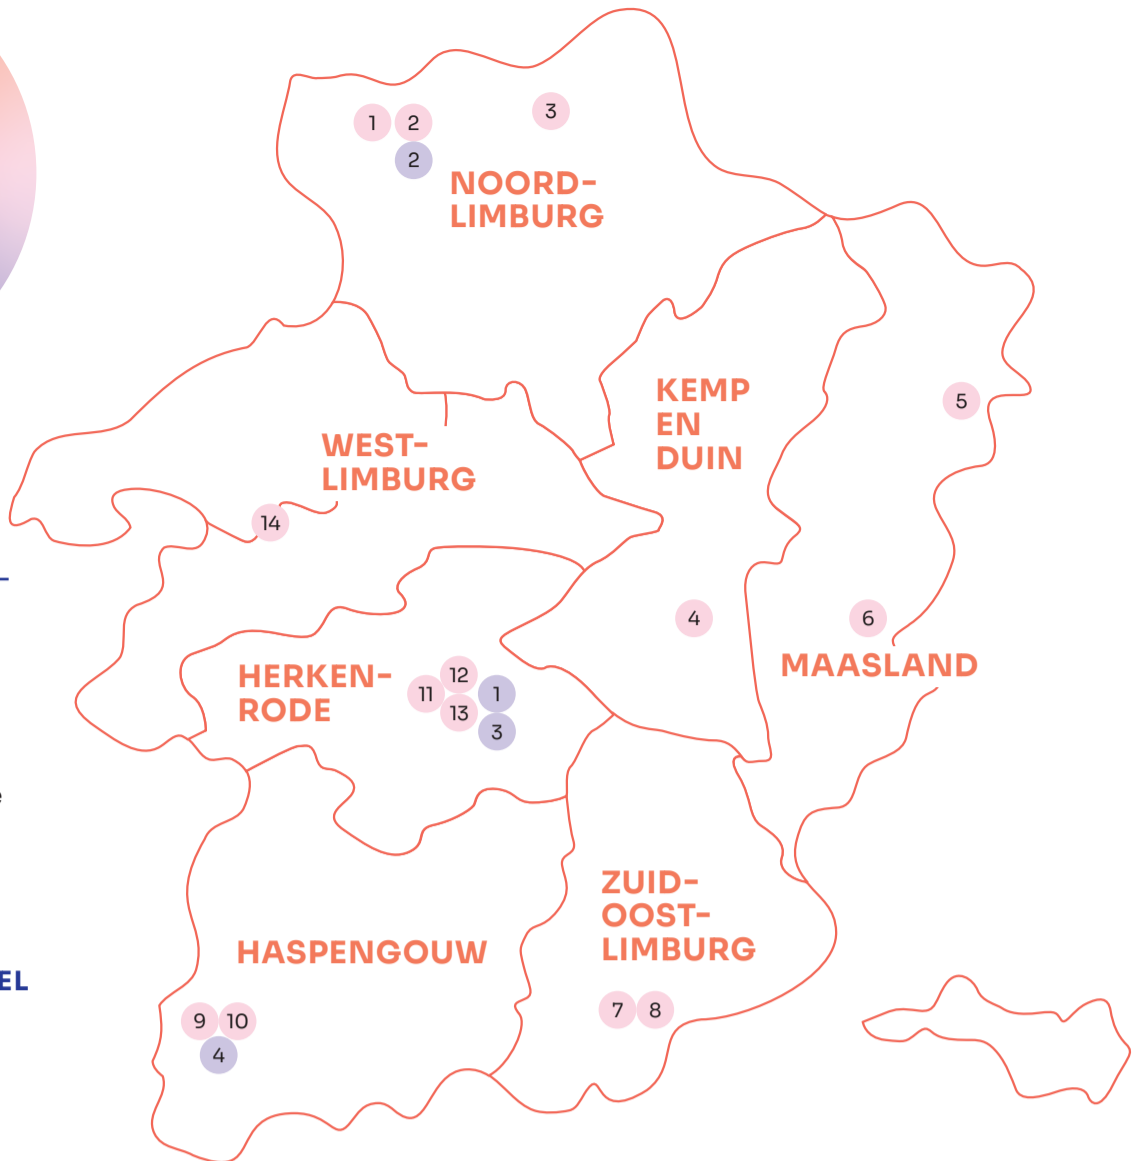 1
2
3
2
NOORD-
LIMBURG
KEMP
EN
DUIN
5
WEST-
LIMBURG
14
4
6
MAASLAND
HERKEN-
RODE
12
11
1
13
3
ZUID-
OOST-
LIMBURG
HASPENGOUW
EL
7
8
9
10
4